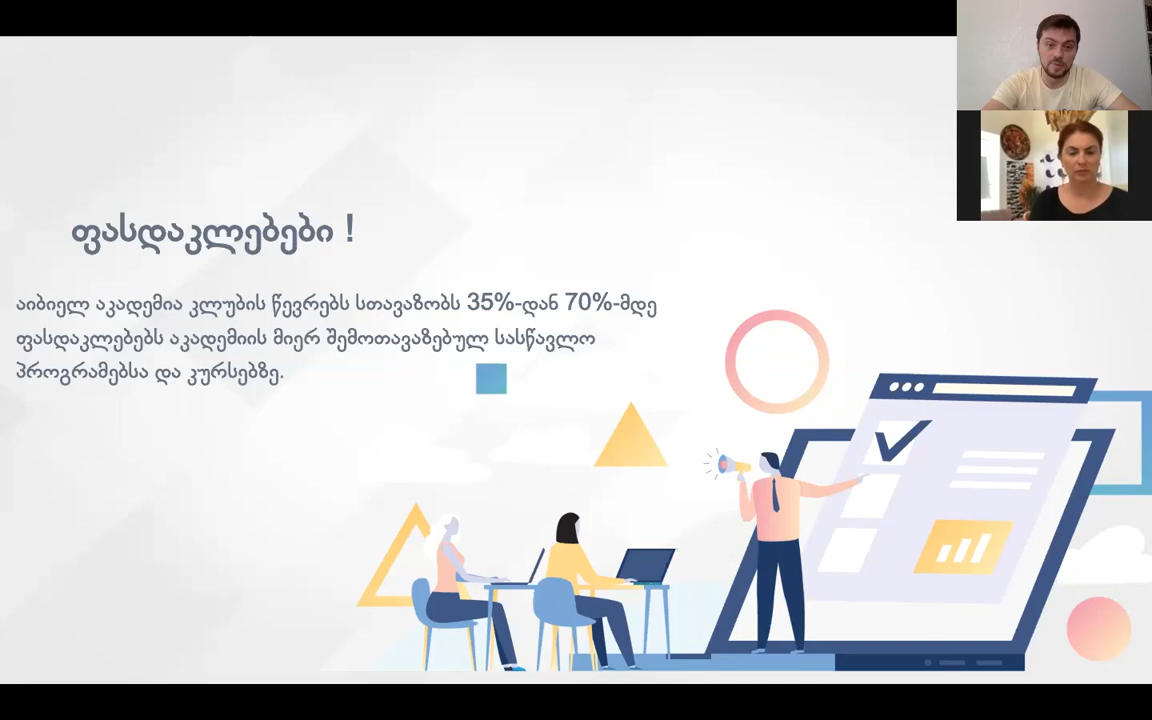 ფასდაკლებები !
აიბიელ აკადემია კლუბის წევრებს სთავაზობს 35%-დან 70%-მდე
ფასდაკლებებს აკადემიის მიერ შემოთავაზებულ სასწავლო
პროგრამებსა და კურსებზე.